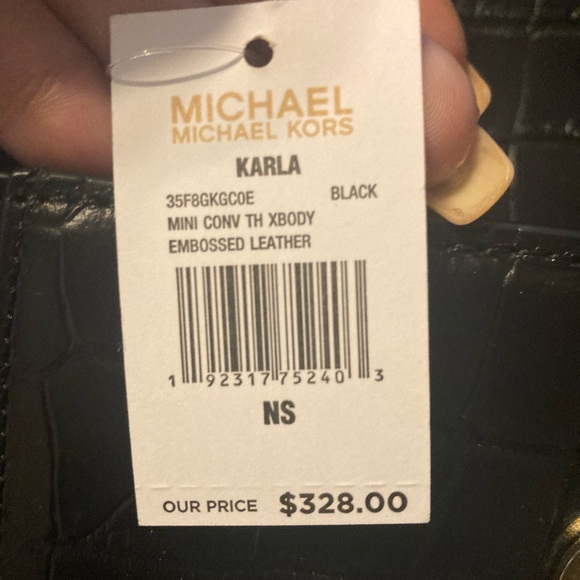 MICHAEL
MICHAEL KORS
KARLA
35F8GKGC0E BLACK
MINI CONV TH XBODY
EMBOSSED LEATHER
1 92317 75240 3
NS
OUR PRICE $328.00